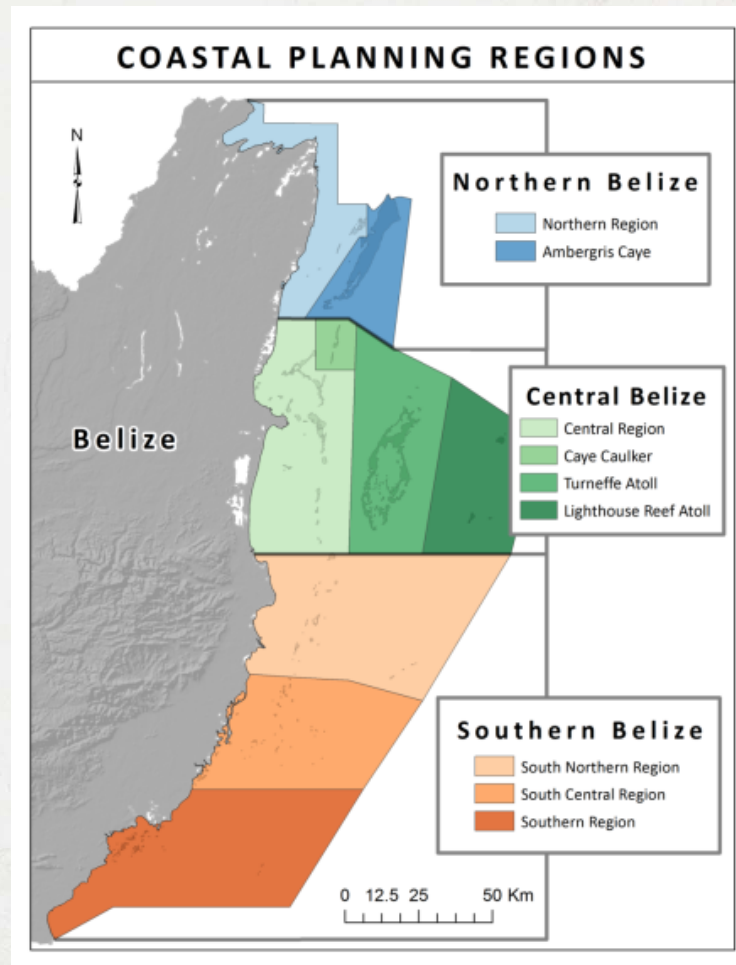 COASTAL PLANNING REGIONS
N
Northern Belize
Northern Region
Ambergris Caye
Belize
Central Belize
Central Region
Caye Caulker
Turneffe Atoll
Lighthouse Reef Atoll
Southern Belize
South Northern Region
South Central Region
Southern Region
0 12.5 25 50 Km